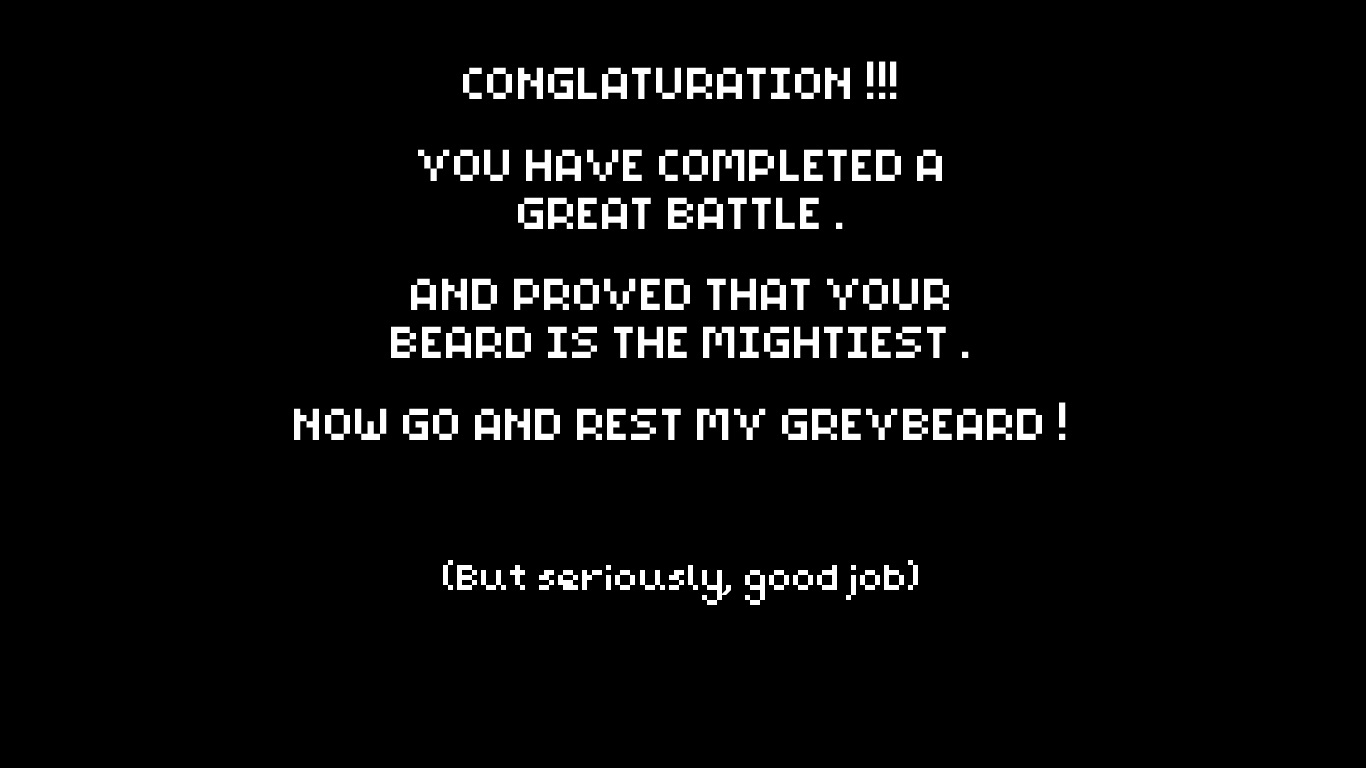 CONGLATURATION !!!
YOU HAVE COMPLETED A
GREAT BATTLE .
AND PROVED THAT YOUR
BEARD IS THE MIGHTIEST .
NOW GO AND REST MY GREYBEARD !
(But seriously, good job)